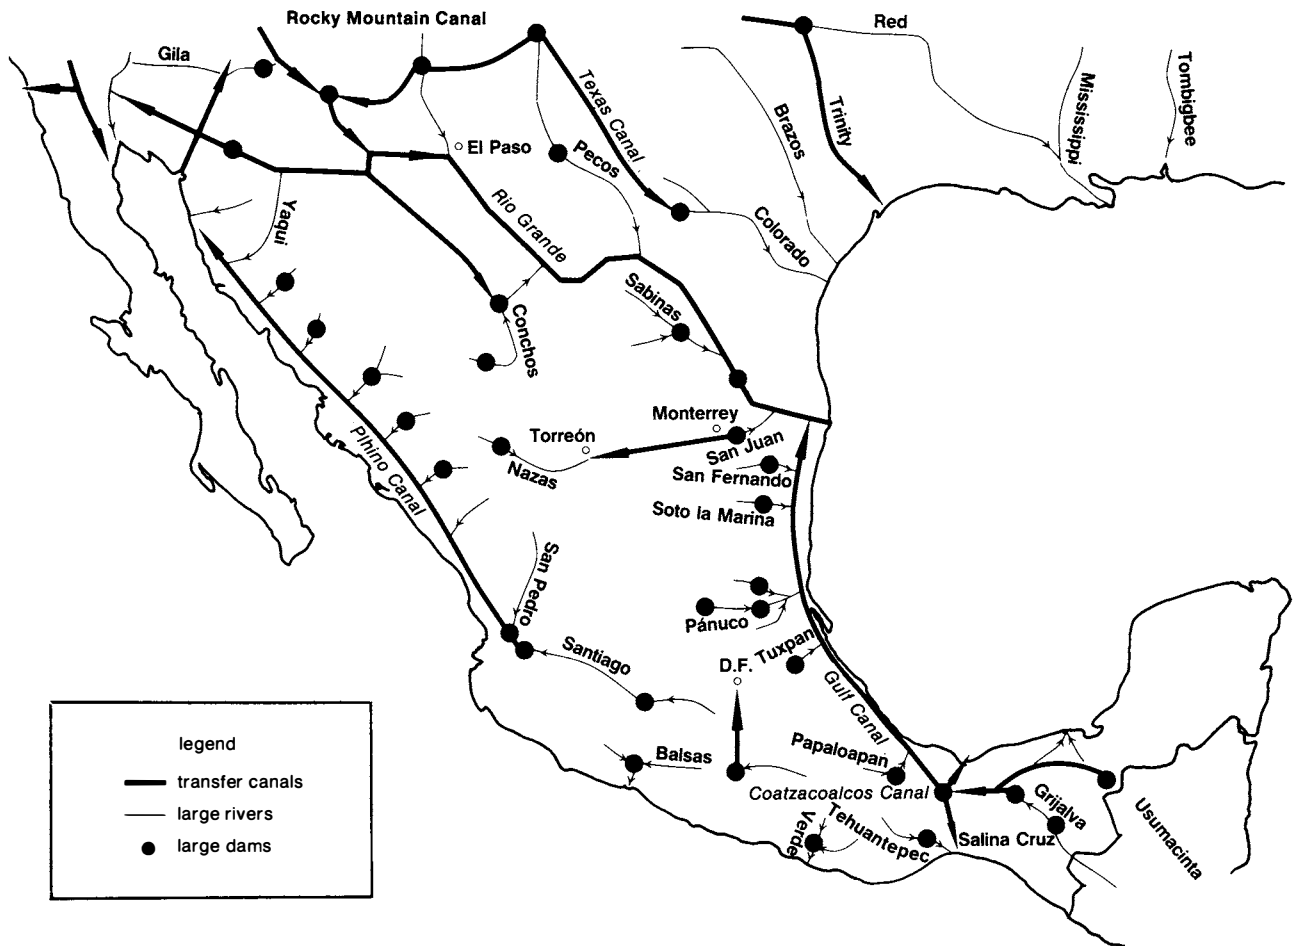 Rocky Mountain Canal
Red
Gila
Texas Canal
Trinity
Brazos
Mississippi
Tombigbee
El Paso
Pecos
Rio Grande
Colorado
Yaqui
Sabinas
Conchos
Monterrey
Torreón
San Juan
Nazas
San Fernando
Soto la Marina
Plhino Canal
San Pedro
Pánuco
Tuxpan
Santiago
D.F.
Gulf Canal
Papaloapan
Balsas
Coatzacoalcos Canal
Grijalva
Usumacinta
Verde
Tehuantepec
Salina Cruz
legend
transfer canals
large rivers
large dams